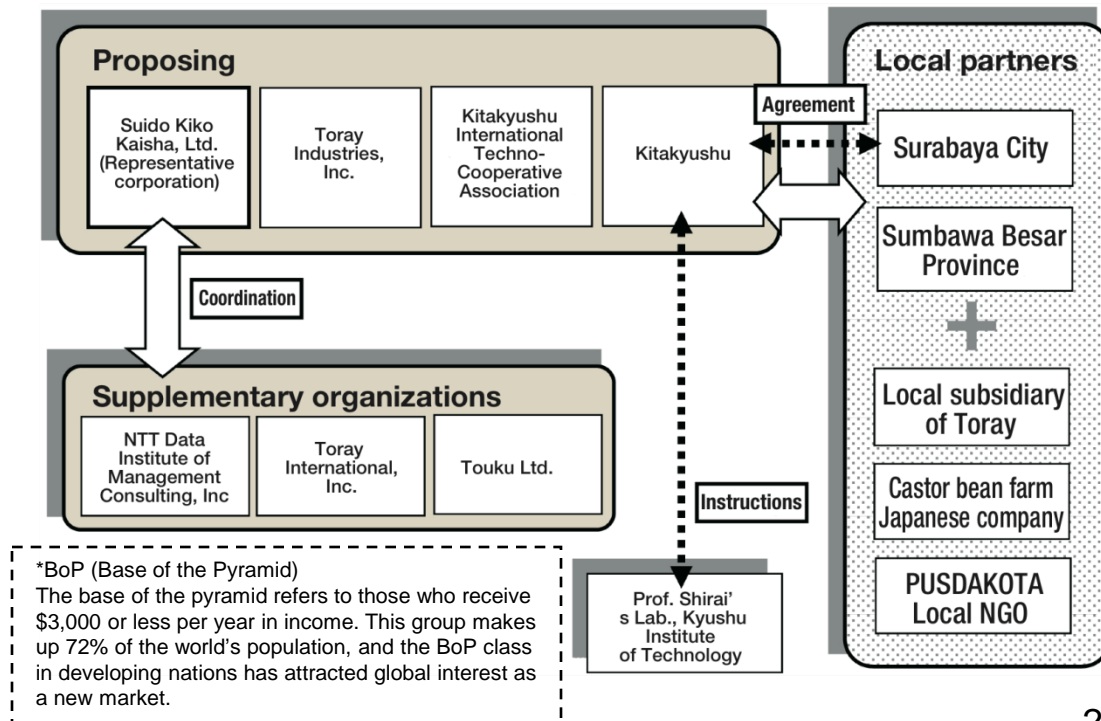 Proposing
Suido Kiko
Kaisha, Ltd.
(Representative
corporation)
Toray
Industries,
Inc.
Kitakyushu
International
Techno-
Cooperative
Association
Kitakyushu
Agreement
Local partners
Surabaya City
Sumbawa Besar
Province
+
Local subsidiary
of Toray
Castor bean farm
Japanese company
PUSDAKOTA
Local NGO
Coordination
Supplementary organizations
NTT Data
Institute of
Management
Consulting, Inc
Toray
International,
Inc.
Touku Ltd.
Instructions
Prof. Shirai'
s Lab., Kyushu
Institute
of Technology
*BoP (Base of the Pyramid)
The base of the pyramid refers to those who receive
$3,000 or less per year in income. This group makes
up 72% of the world's population, and the BoP class
in developing nations has attracted global interest as
a new market.
2